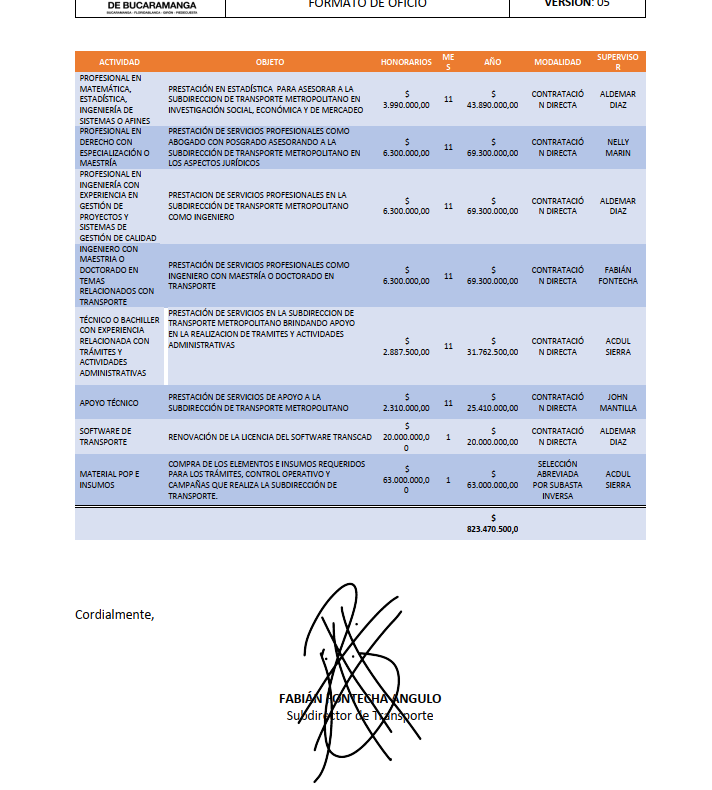 DE BUCARAMANGA
BUCARAMANGA - FLORIDABLANCA - GIRÓN - PIEDECUESTA
FORMATO DE OFICIO
VERSIÓN: 05
ACTIVIDAD OBJETO HONORARIOS MES AÑO MODALIDAD SUPERVISOR
PROFESIONAL EN
MATEMÁTICA,
ESTADÍSTICA,
INGENIERÍA DE
SISTEMAS O AFINES
PRESTACIÓN EN ESTADÍSTICA PARA ASESORAR A LA
SUBDIRECCION DE TRANSPORTE METROPOLITANO EN
INVESTIGACIÓN SOCIAL, ECONÓMICA Y DE MERCADEO
$
3.990.000,00
11
$
43.890.000,00
CONTRATACIÓ
N DIRECTA
ALDEMAR
DIAZ
PROFESIONAL EN
DERECHO CON
ESPECIALIZACIÓN O
MAESTRÍA
PRESTACIÓN DE SERVICIOS PROFESIONALES COMO
ABOGADO CON POSGRADO ASESORANDO A LA
SUBDIRECCIÓN DE TRANSPORTE METROPOLITANO EN
LOS ASPECTOS JURÍDICOS
$
6.300.000,00
11
$
69.300.000,00
CONTRATACIÓ
N DIRECTA
NELLY
MARIN
PROFESIONAL EN
INGENIERÍA CON
EXPERIENCIA EN
GESTIÓN DE
PROYECTOS Y
SISTEMAS DE
GESTIÓN DE CALIDAD
PRESTACION DE SERVICIOS PROFESIONALES EN LA
SUBDIRECCIÓN DE TRANSPORTE METROPOLITANO
COMO INGENIERO
$
6.300.000,00
11
$
69.300.000,00
CONTRATACIÓ
N DIRECTA
ALDEMAR
DIAZ
INGENIERO CON
MAESTRIA O
DOCTORADO EN
TEMAS
RELACIONADOS CON
TRANSPORTE
PRESTACIÓN DE SERVICIOS PROFESIONALES COMO
INGENIERO CON MAESTRÍA O DOCTORADO EN
TRANSPORTE
$
6.300.000,00
11
$
69.300.000,00
CONTRATACIÓ
N DIRECTA
FABIÁN
FONTECHA
TÉCNICO O BACHILLER
CON EXPERIENCIA
RELACIONADA CON
TRÁMITES Y
ACTIVIDADES
ADMINISTRATIVAS
PRESTACIÓN DE SERVICIOS EN LA SUBDIRECCION DE
TRANSPORTE METROPOLITANO BRINDANDO APOYO
EN LA REALIZACION DE TRAMITES Y ACTIVIDADES
ADMINISTRATIVAS
$
2.887.500,00
11
$
31.762.500,00
CONTRATACIÓ
N DIRECTA
ACDUL
SIERRA
APOYO TÉCNICO
PRESTACIÓN DE SERVICIOS DE APOYO A LA
SUBDIRECCIÓN DE TRANSPORTE METROPOLITANO
$
2.310.000,00
11
$
25.410.000,00
CONTRATACIÓ
N DIRECTA
JOHN
MANTILLA
SOFTWARE DE
TRANSPORTE
RENOVACIÓN DE LA LICENCIA DEL SOFTWARE TRANSCAD
$
20.000.000,0
0
1
$
20.000.000,00
CONTRATACIÓ
N DIRECTA
ALDEMAR
DIAZ
MATERIAL POP E
INSUMOS
COMPRA DE LOS ELEMENTOS E INSUMOS REQUERIDOS
PARA LOS TRÁMITES, CONTROL OPERATIVO Y
CAMPAÑAS QUE REALIZA LA SUBDIRECCIÓN DE
TRANSPORTE.
$
63.000.000,0
0
1
$
63.000.000,00
SELECCIÓN
ABREVIADA
POR SUBASTA
INVERSA
ACDUL
SIERRA
$
823.470.500,0
Cordialmente,
FABIÁN FONTECHA ANGULO
Subdirector de Transporte